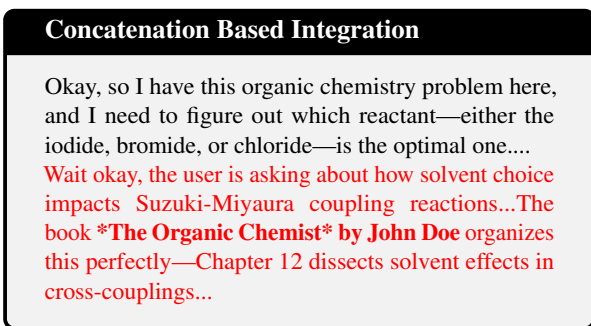 Concatenation Based Integration
Okay, so I have this organic chemistry problem here,
and I need to figure out which reactant—either the
iodide, bromide, or chloride—is the optimal one....
Wait okay, the user is asking about how solvent choice
impacts Suzuki-Miyaura coupling reactions...The
book *The Organic Chemist* by John Doe organizes
this perfectly—Chapter 12 dissects solvent effects in
cross-couplings...